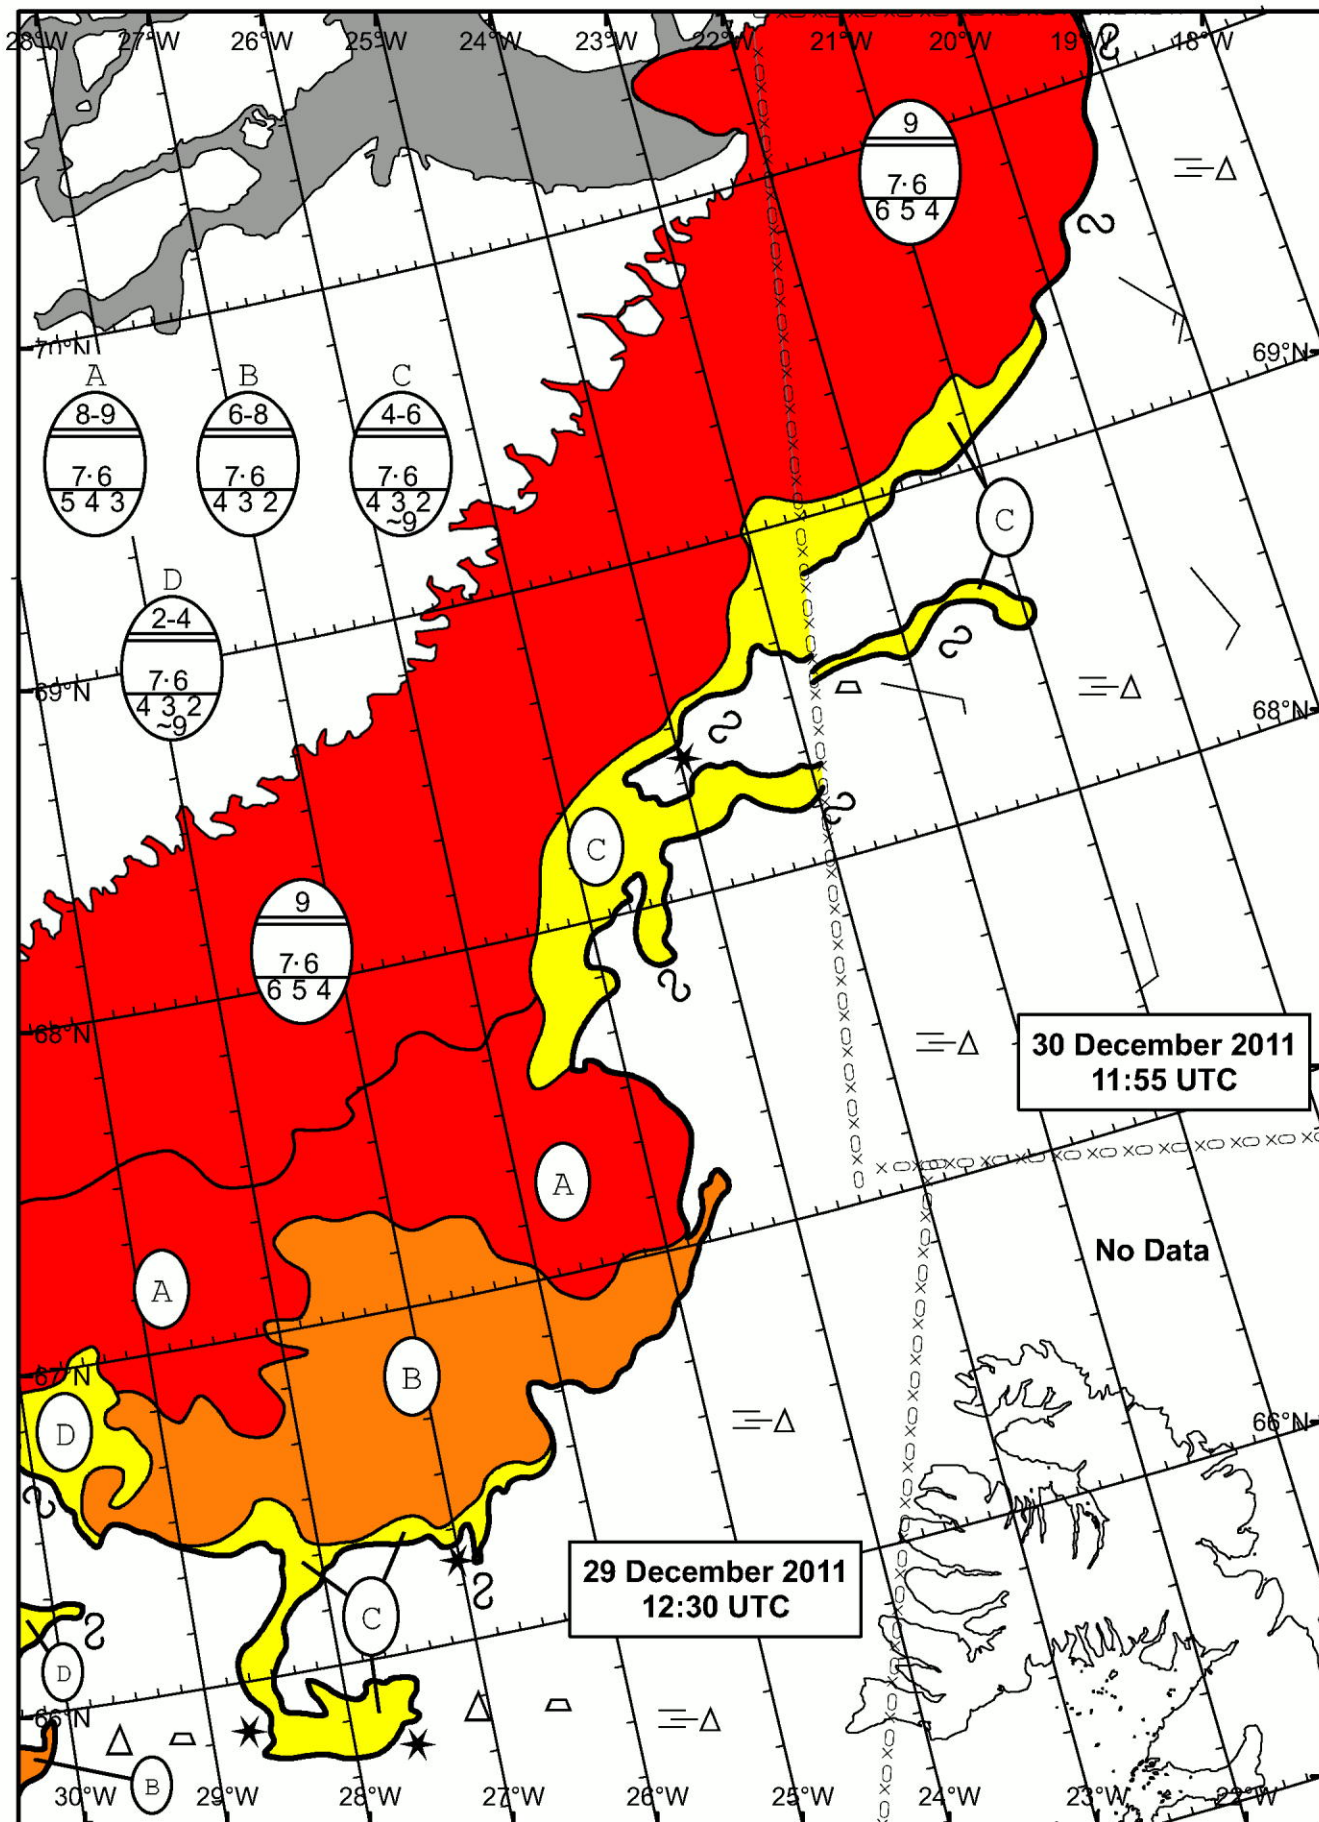 28°W 27°W 26°W 25°W 24°W 23°W 22°W 21°W 20°W 19°W 18°W
9
7·6
6 5 4
70°N
69°N
A B C
8-9 6-8 4-6
7·6 7·6 7·6
5 4 3 4 3 2 4 3 2
~9
C
D
2-4
7·6
4 3 2
~9
69°N
68°N
C
9
7·6
6 5 4
68°N
30 December 2011
11:55 UTC
A
No Data
A
67°N
B
D
66°N
29 December 2011
12:30 UTC
C
D
66°N
B
30°W 29°W 28°W 27°W 26°W 25°W 24°W 23°W 22°W